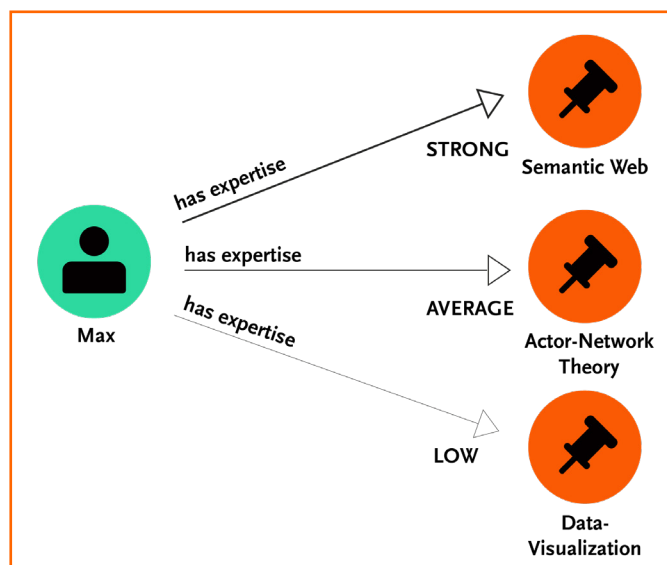 has expertise
STRONG
Semantic Web
has expertise
AVERAGE
Max
has expertise
Actor-Network
Theory
LOW
Data-
Visualization